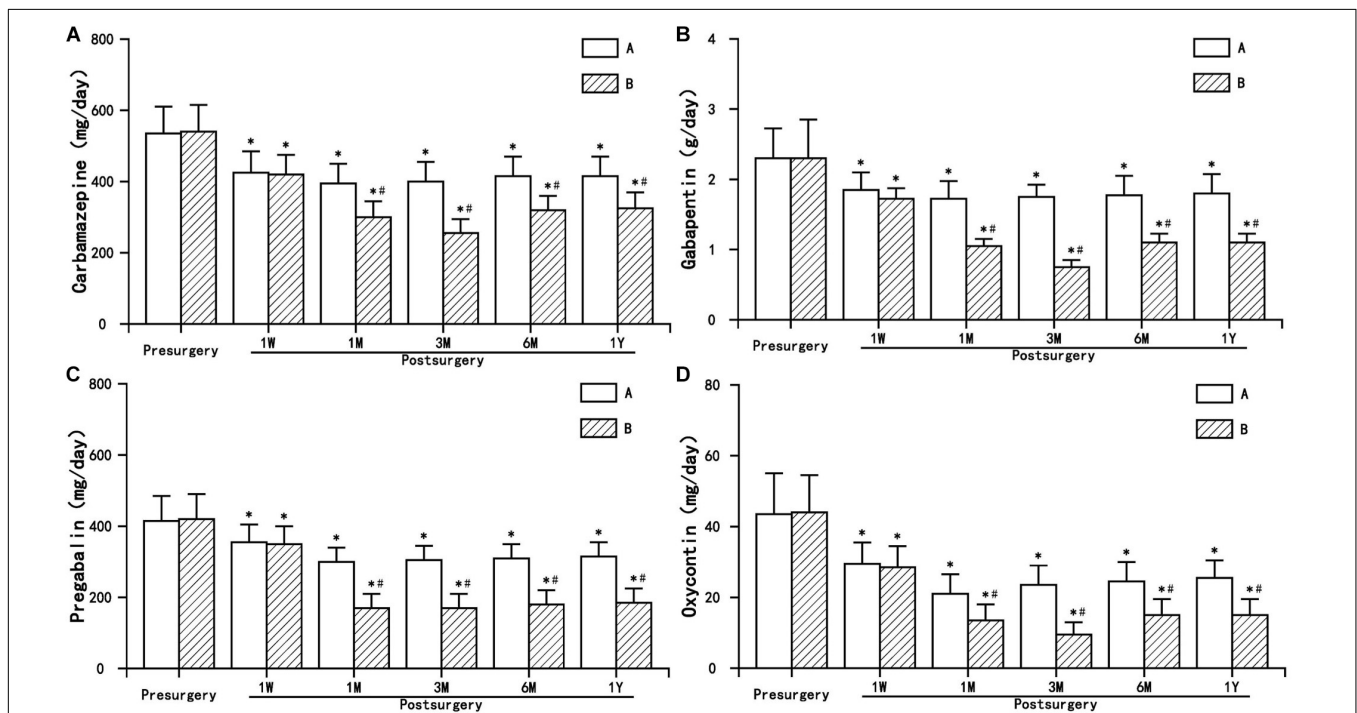 A
Carbamazepine (mg/day)
800
600
400
200
0
A
B
* * * *# * *# * *# * *#
Presurgery 1W 1M 3M 6M 1Y
Postsurgery
B
Gabapentin (g/day)
4
3
2
1
0
A
B
* * * *# * *# * *# * *#
Presurgery 1W 1M 3M 6M 1Y
Postsurgery
C
Pregabalin (mg/day)
800
600
400
200
0
A
B
* * * *# * *# * *# * *#
Presurgery 1W 1M 3M 6M 1Y
Postsurgery
D
Oxycontin (mg/day)
80
60
40
20
0
A
B
* * * *# * *# * *# * *#
Presurgery 1W 1M 3M 6M 1Y
Postsurgery